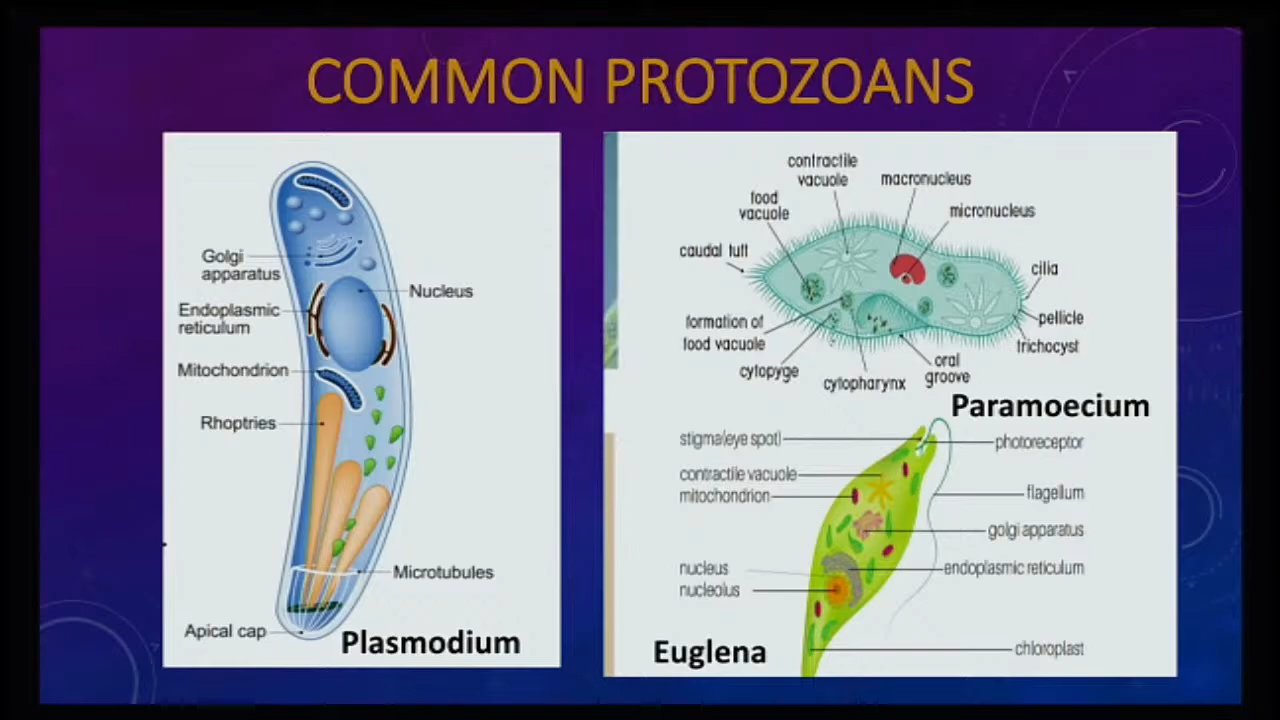 COMMON PROTOZOANS
Golgi
apparatus
Nucleus
Endoplasmic
reticulum
Mitochondrion
Rhoptries
Microtubules
Apical cap
Plasmodium
contractile
vacuole
macronucleus
food
vacuole
micronucleus
caudal tuft
cilia
formation of
food vacuole
pellicle
trichocyst
cytopyge
cytopharynx
oral
groove
Paramoecium
stigma(eye spot)
photoreceptor
contractile vacuole
mitochondrion
flagellum
golgi apparatus
nucleus
endoplasmic reticulum
nucleolus
chloroplast
Euglena